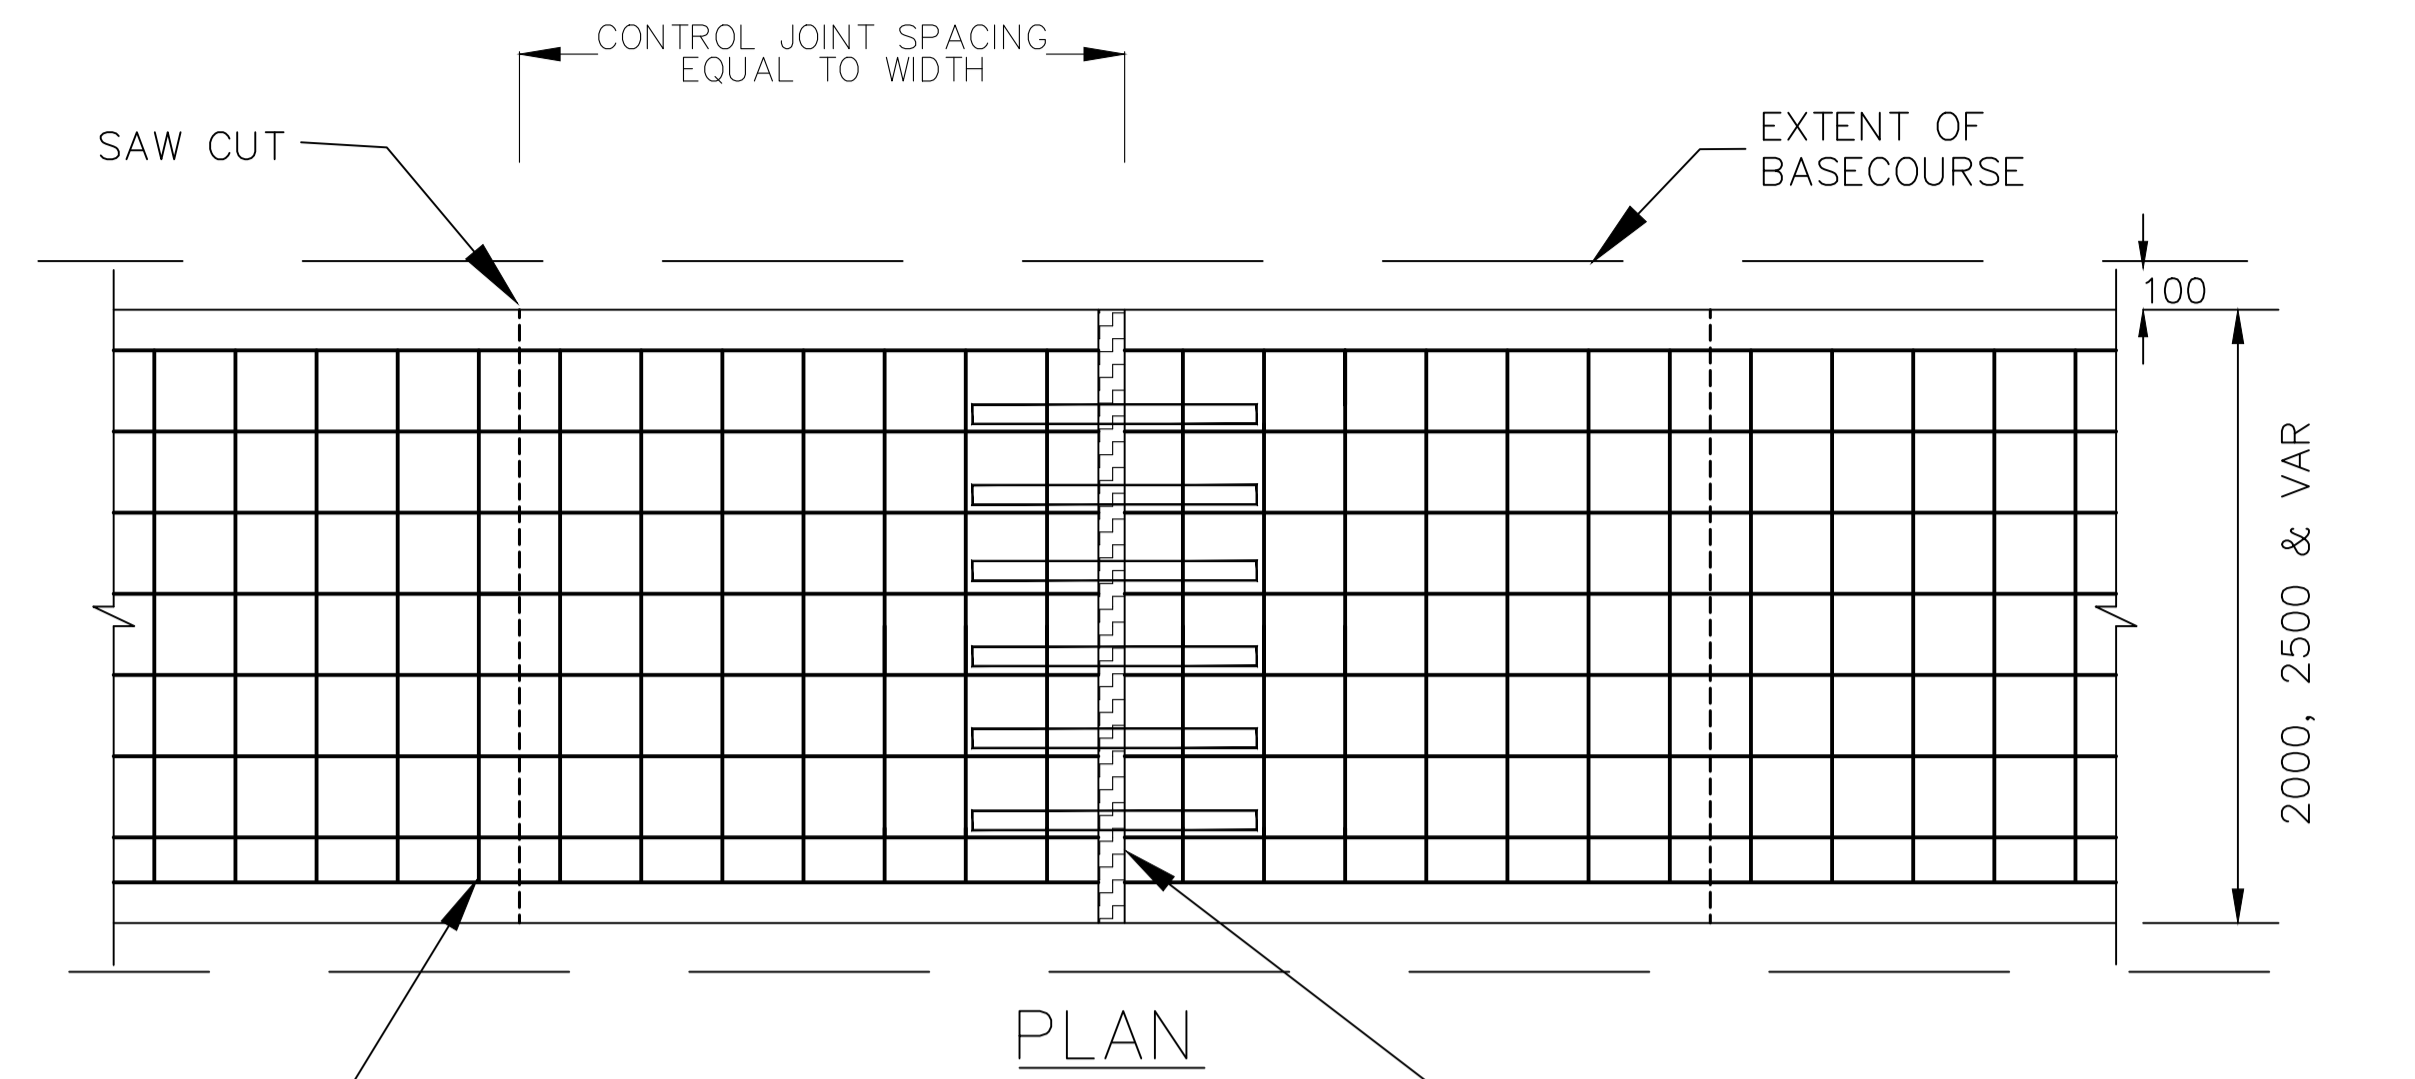 CONTROL JOINT SPACING
EQUAL TO WIDTH
SAW CUT
EXTENT OF
BASECOURSE
100
2000, 2500 & VAR
PLAN